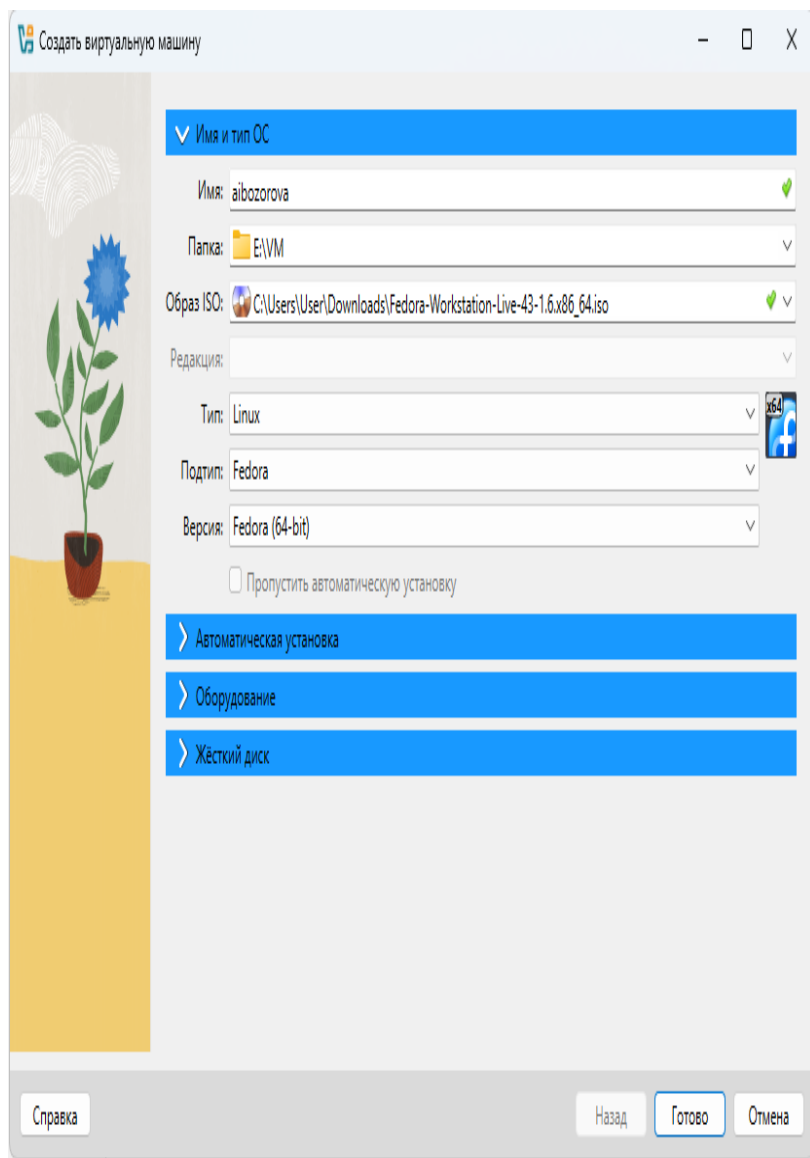 Создать виртуальную машину
Имя и тип ОС
Имя: aibozorova
Папка: E:\VM
Образ ISO: C:\Users\User\Downloads\Fedora-Workstation-Live-43-1.6.x86_64.iso
Редакция:
Тип: Linux
x64
Подтип: Fedora
Версия: Fedora (64-bit)
Пропустить автоматическую установку
Автоматическая установка
Оборудование
Жёсткий диск
Справка Назад Готово Отмена